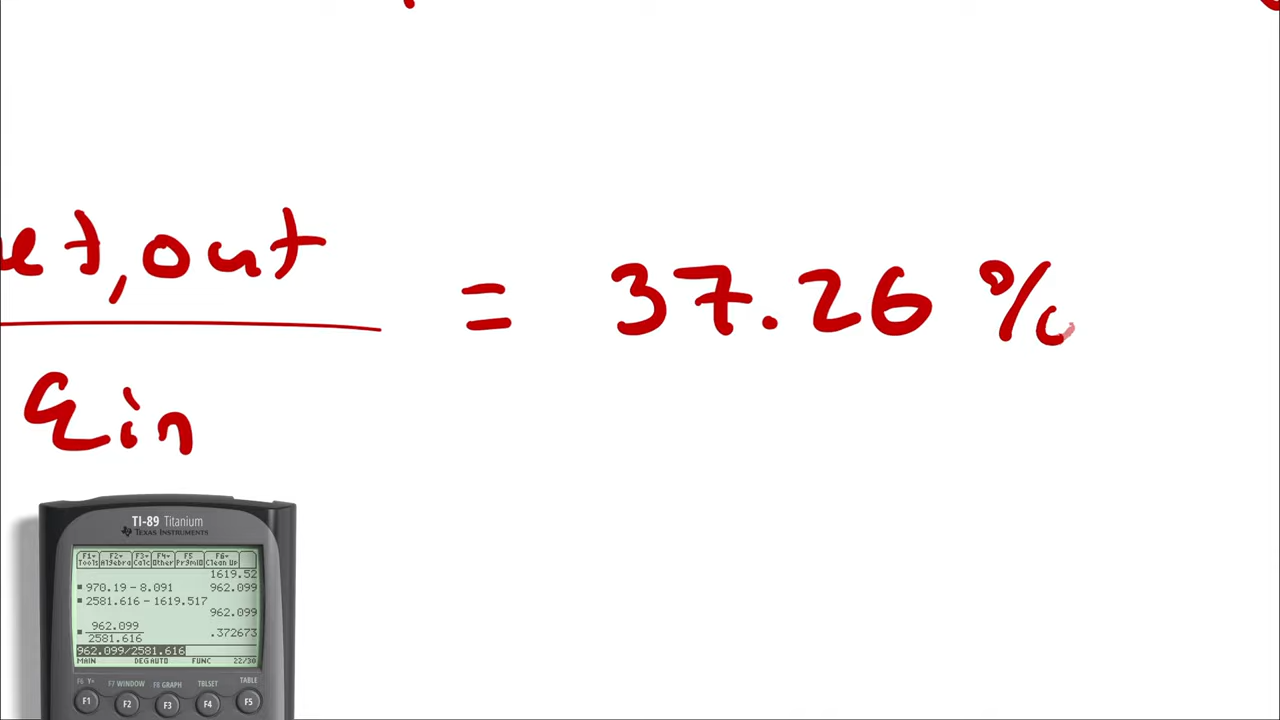 et, out
= 37.26 %
qin
TI-89 Titanium
TEXAS INSTRUMENTS
F1 F2 F3 F4 F5 F6
Tools Algebra Calc Other PrgmIO Clean Up
1619.52
970.19 - 8.091 962.099
2581.616 - 1619.517
962.099
962.099
2581.616 .372673
962.099/2581.616
MAIN DEG AUTO FUNC 22/30
F6 Y= F7 WINDOW F8 GRAPH TBLSET TABLE
F1 F2 F3 F4 F5